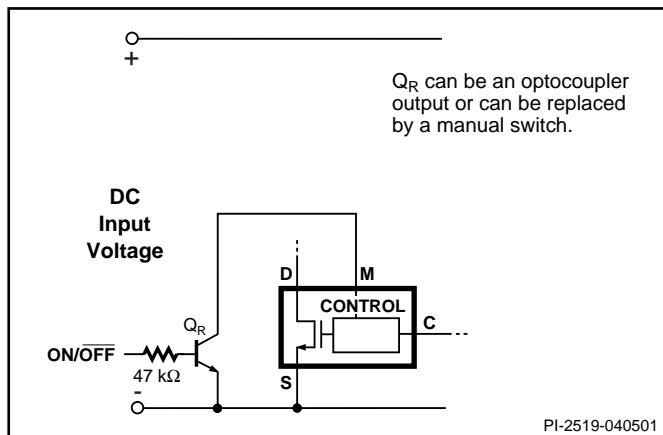 +
QR can be an optocoupler
output or can be replaced
by a manual switch.
DC
Input
Voltage
D
M
CONTROL
C
QR
ON/O̅F̅F̅
47 kΩ
S
-
PI-2519-040501